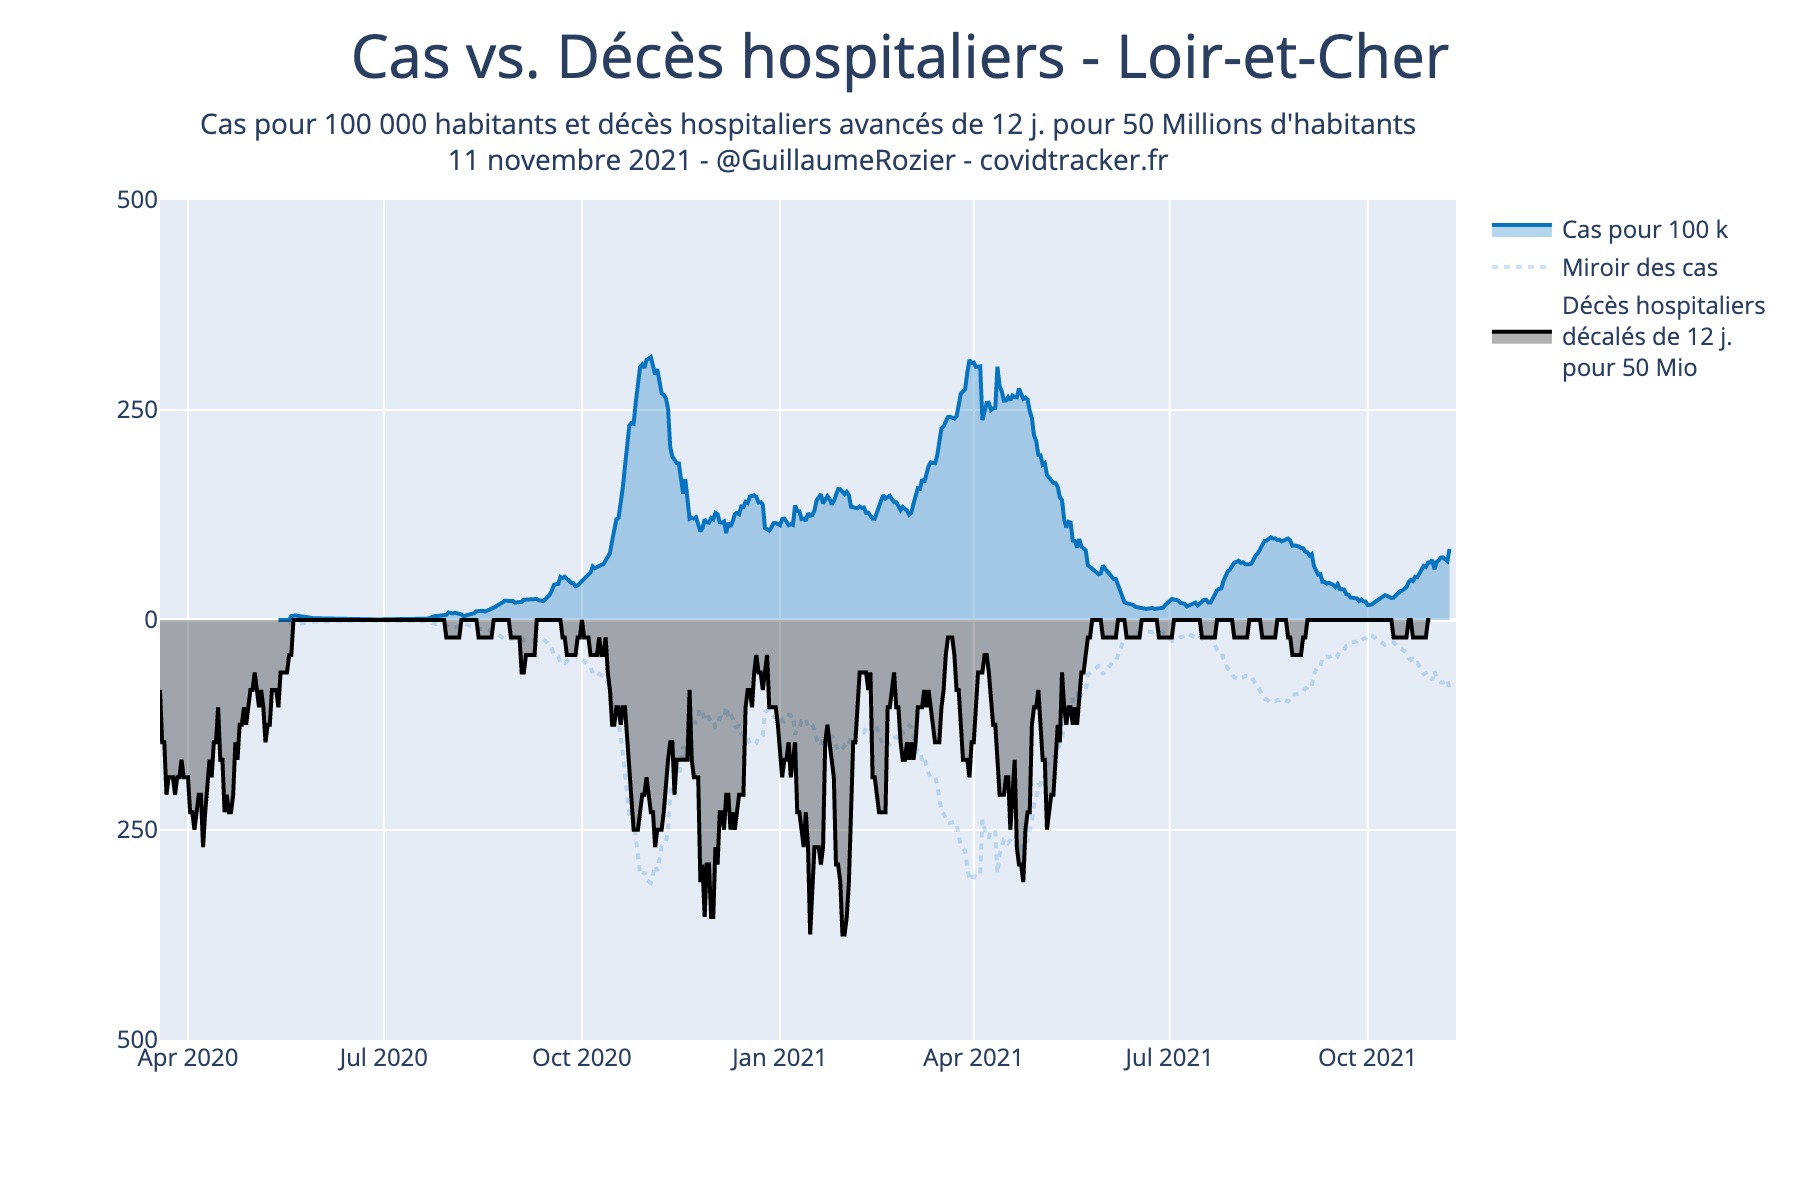 Cas vs. Décès hospitaliers - Loir-et-Cher
Cas pour 100 000 habitants et décès hospitaliers avancés de 12 j. pour 50 Millions d'habitants
11 novembre 2021 - @GuillaumeRozier - covidtracker.fr
500
250
0
250
500
Apr 2020
Jul 2020
Oct 2020
Jan 2021
Apr 2021
Jul 2021
Oct 2021
Cas pour 100 k
Miroir des cas
Décès hospitaliers
décalés de 12 j.
pour 50 Mio